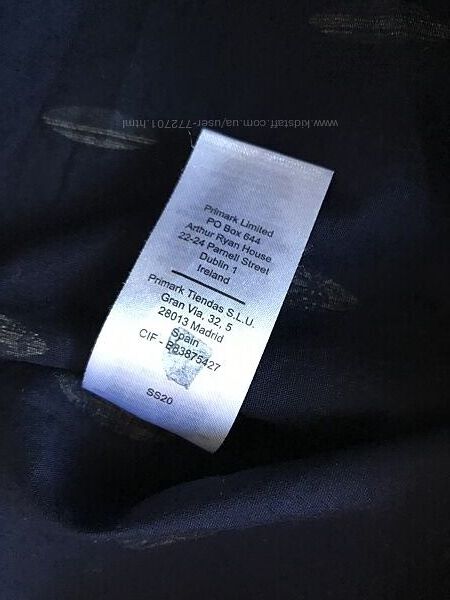 www.kidstaff.com.ua/user-772701.html
Primark Limited
PO Box 644
Arthur Ryan House
22-24 Parnell Street
Dublin 1
Ireland
Primark Tiendas S.L.U.
Gran Via, 32, 5
28013 Madrid
Spain
CIF - B83875427
SS20